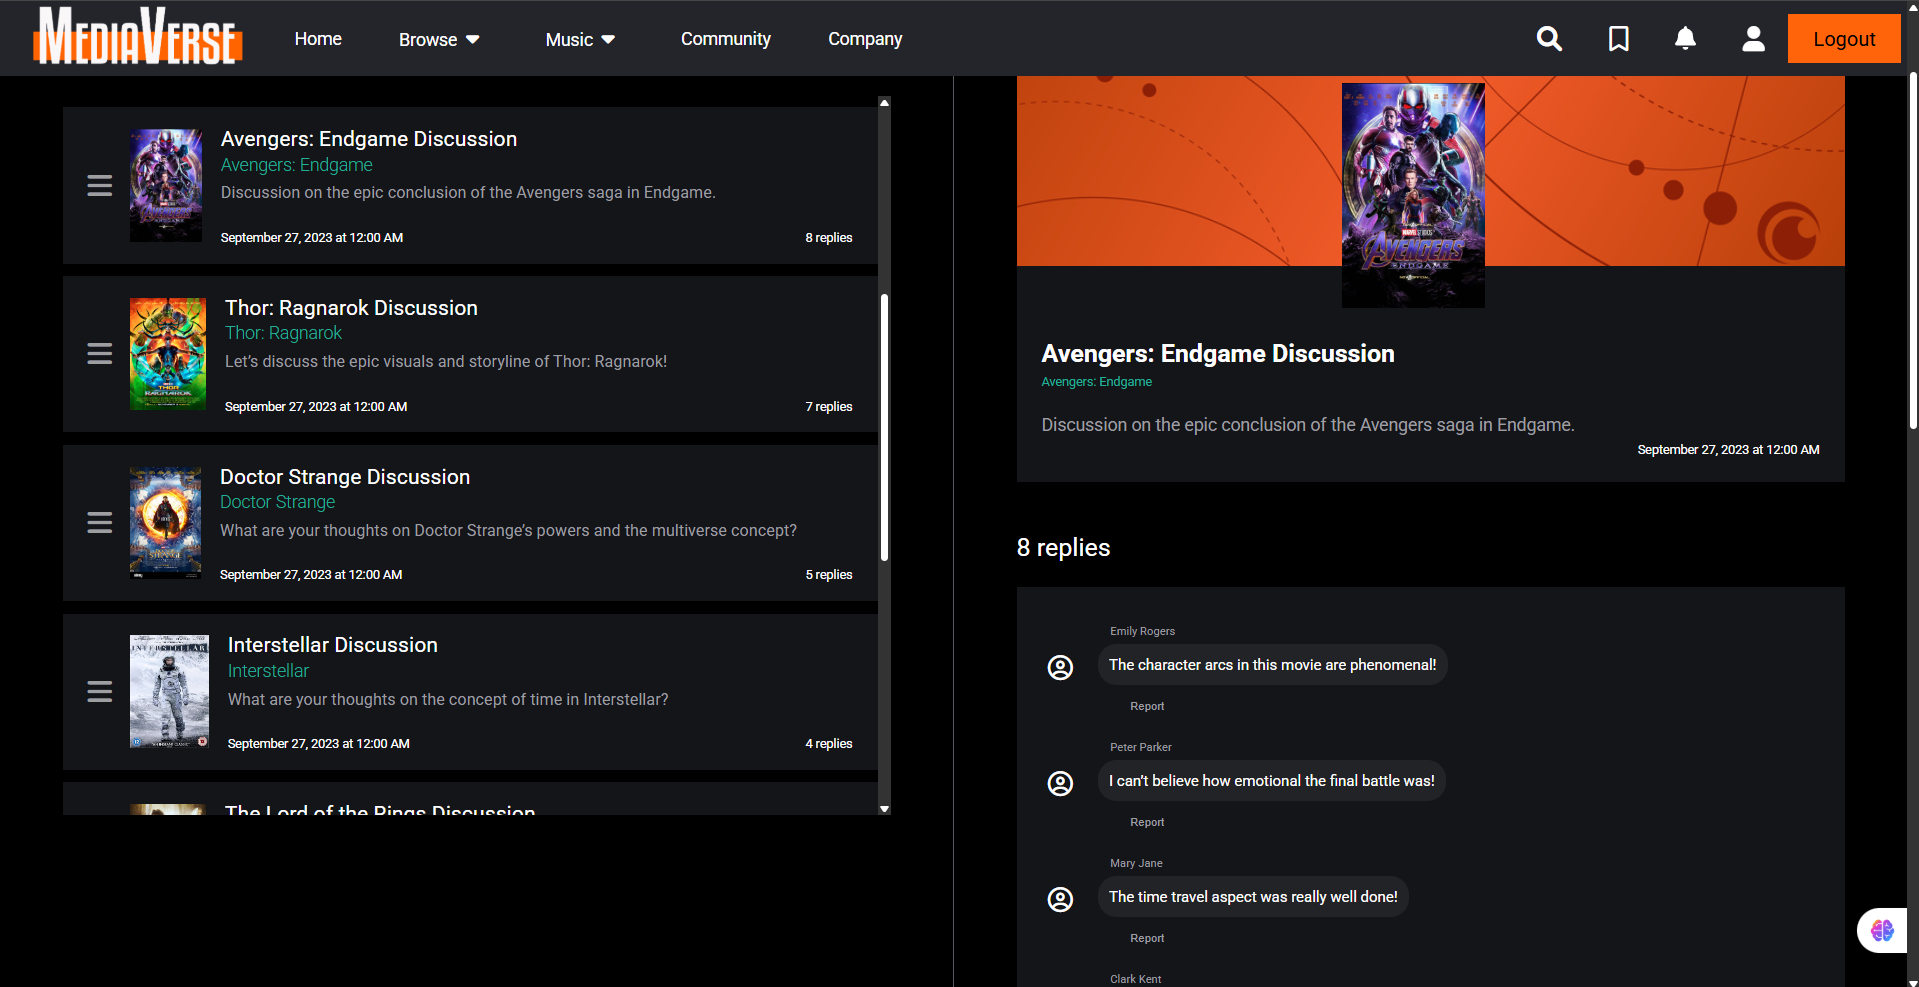 MEDIAVERSE
Home
Browse
Music
Community
Company
Logout
Avengers: Endgame Discussion
Avengers: Endgame
Discussion on the epic conclusion of the Avengers saga in Endgame.
September 27, 2023 at 12:00 AM
8 replies
Thor: Ragnarok Discussion
Thor: Ragnarok
Let’s discuss the epic visuals and storyline of Thor: Ragnarok!
September 27, 2023 at 12:00 AM
7 replies
THOR
RAGNAROK
Doctor Strange Discussion
Doctor Strange
What are your thoughts on Doctor Strange’s powers and the multiverse concept?
September 27, 2023 at 12:00 AM
5 replies
STRANGE
Interstellar Discussion
Interstellar
What are your thoughts on the concept of time in Interstellar?
September 27, 2023 at 12:00 AM
4 replies
INTERSTELLAR
The Lord of the Rings Discussion
MARVEL STUDIOS
AVENGERS
ENDGAME
Avengers: Endgame Discussion
Avengers: Endgame
Discussion on the epic conclusion of the Avengers saga in Endgame.
September 27, 2023 at 12:00 AM
8 replies
Emily Rogers
The character arcs in this movie are phenomenal!
Report
Peter Parker
I can’t believe how emotional the final battle was!
Report
Mary Jane
The time travel aspect was really well done!
Report
Clark Kent